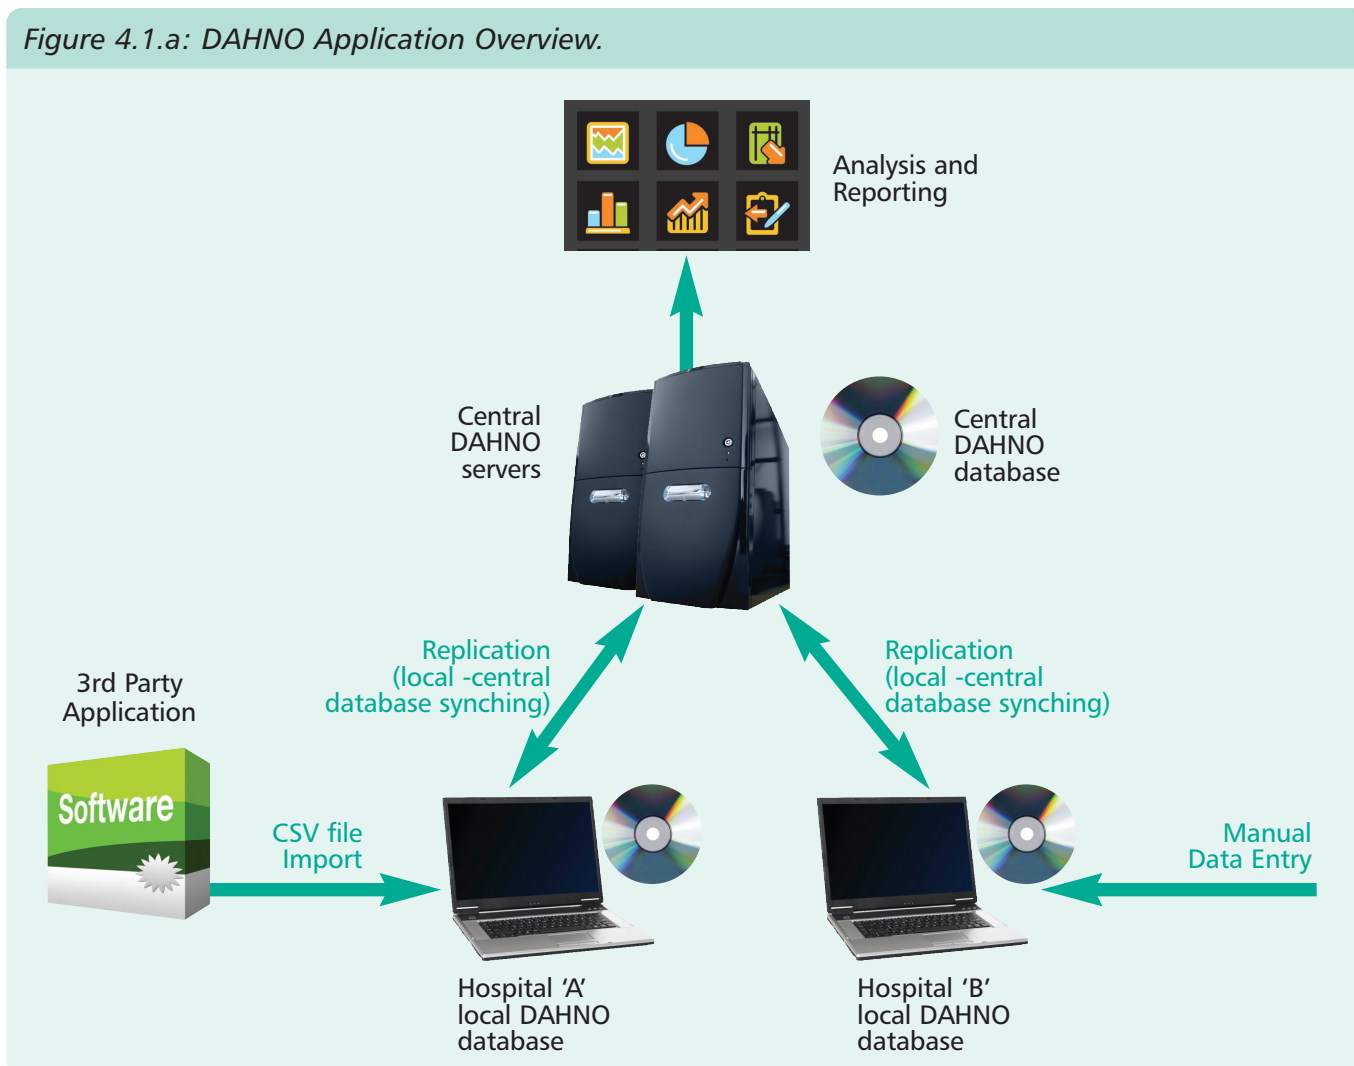 Figure 4.1.a: DAHNO Application Overview.
Analysis and
Reporting
Central
DAHNO
servers
Central
DAHNO
database
Replication
(local -central
database synching)
Replication
(local -central
database synching)
3rd Party
Application
Software
CSV file
Import
Manual
Data Entry
Hospital ‘A’
local DAHNO
database
Hospital ‘B’
local DAHNO
database